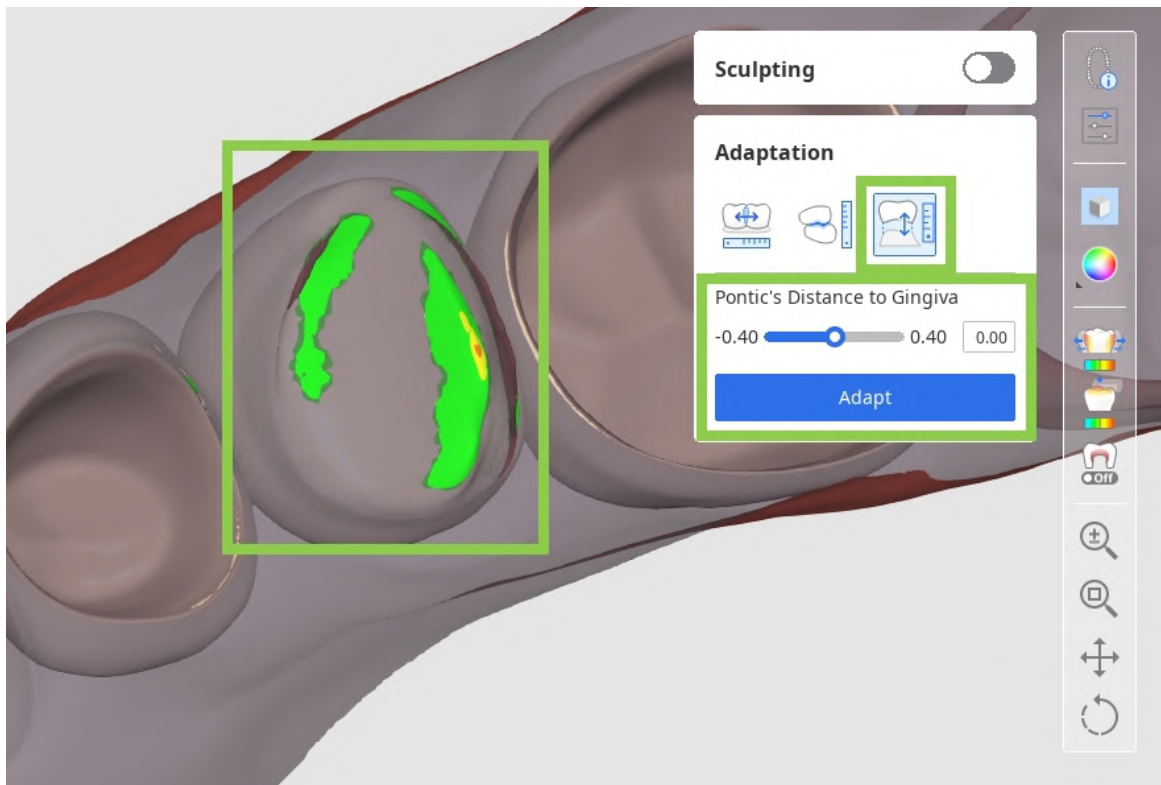 Sculpting
Adaptation
Pontic's Distance to Gingiva
-0.40 0.40 0.00
Adapt
Off